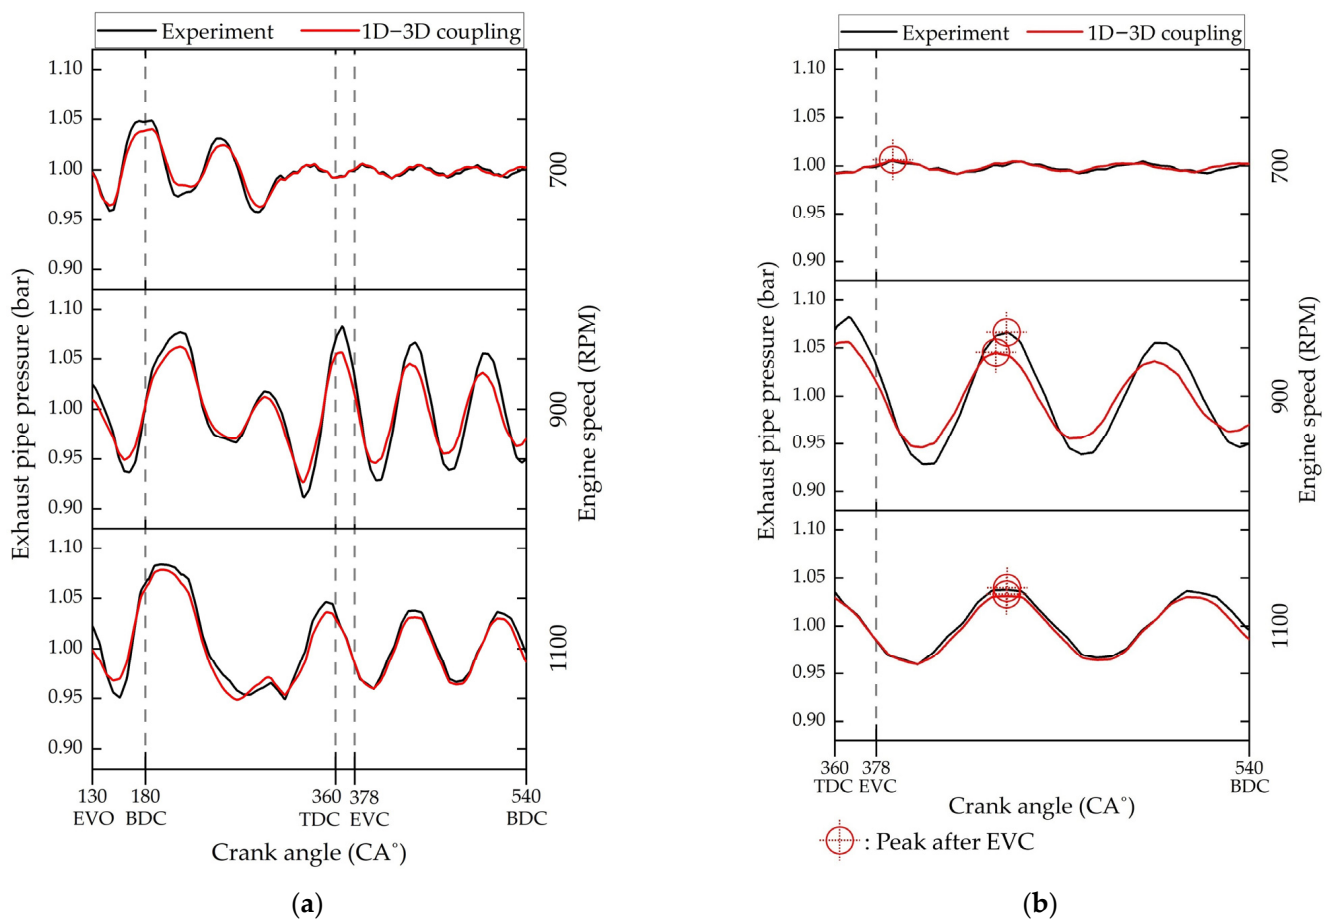 Experiment 1D−3D coupling
1.10
1.05
1.00
0.95
0.90
700
1.10
1.05
1.00
0.95
0.90
900
1.10
1.05
1.00
0.95
0.90
1100
Exhaust pipe pressure (bar)
Engine speed (RPM)
130 180 360 378 540
EVO BDC TDC EVC BDC
Crank angle (CA°)
(a)
Experiment 1D−3D coupling
1.10
1.05
1.00
0.95
0.90
700
1.10
1.05
1.00
0.95
0.90
900
1.10
1.05
1.00
0.95
0.90
1100
Exhaust pipe pressure (bar)
Engine speed (RPM)
360 378 540
TDC EVC BDC
Crank angle (CA°)
: Peak after EVC
(b)